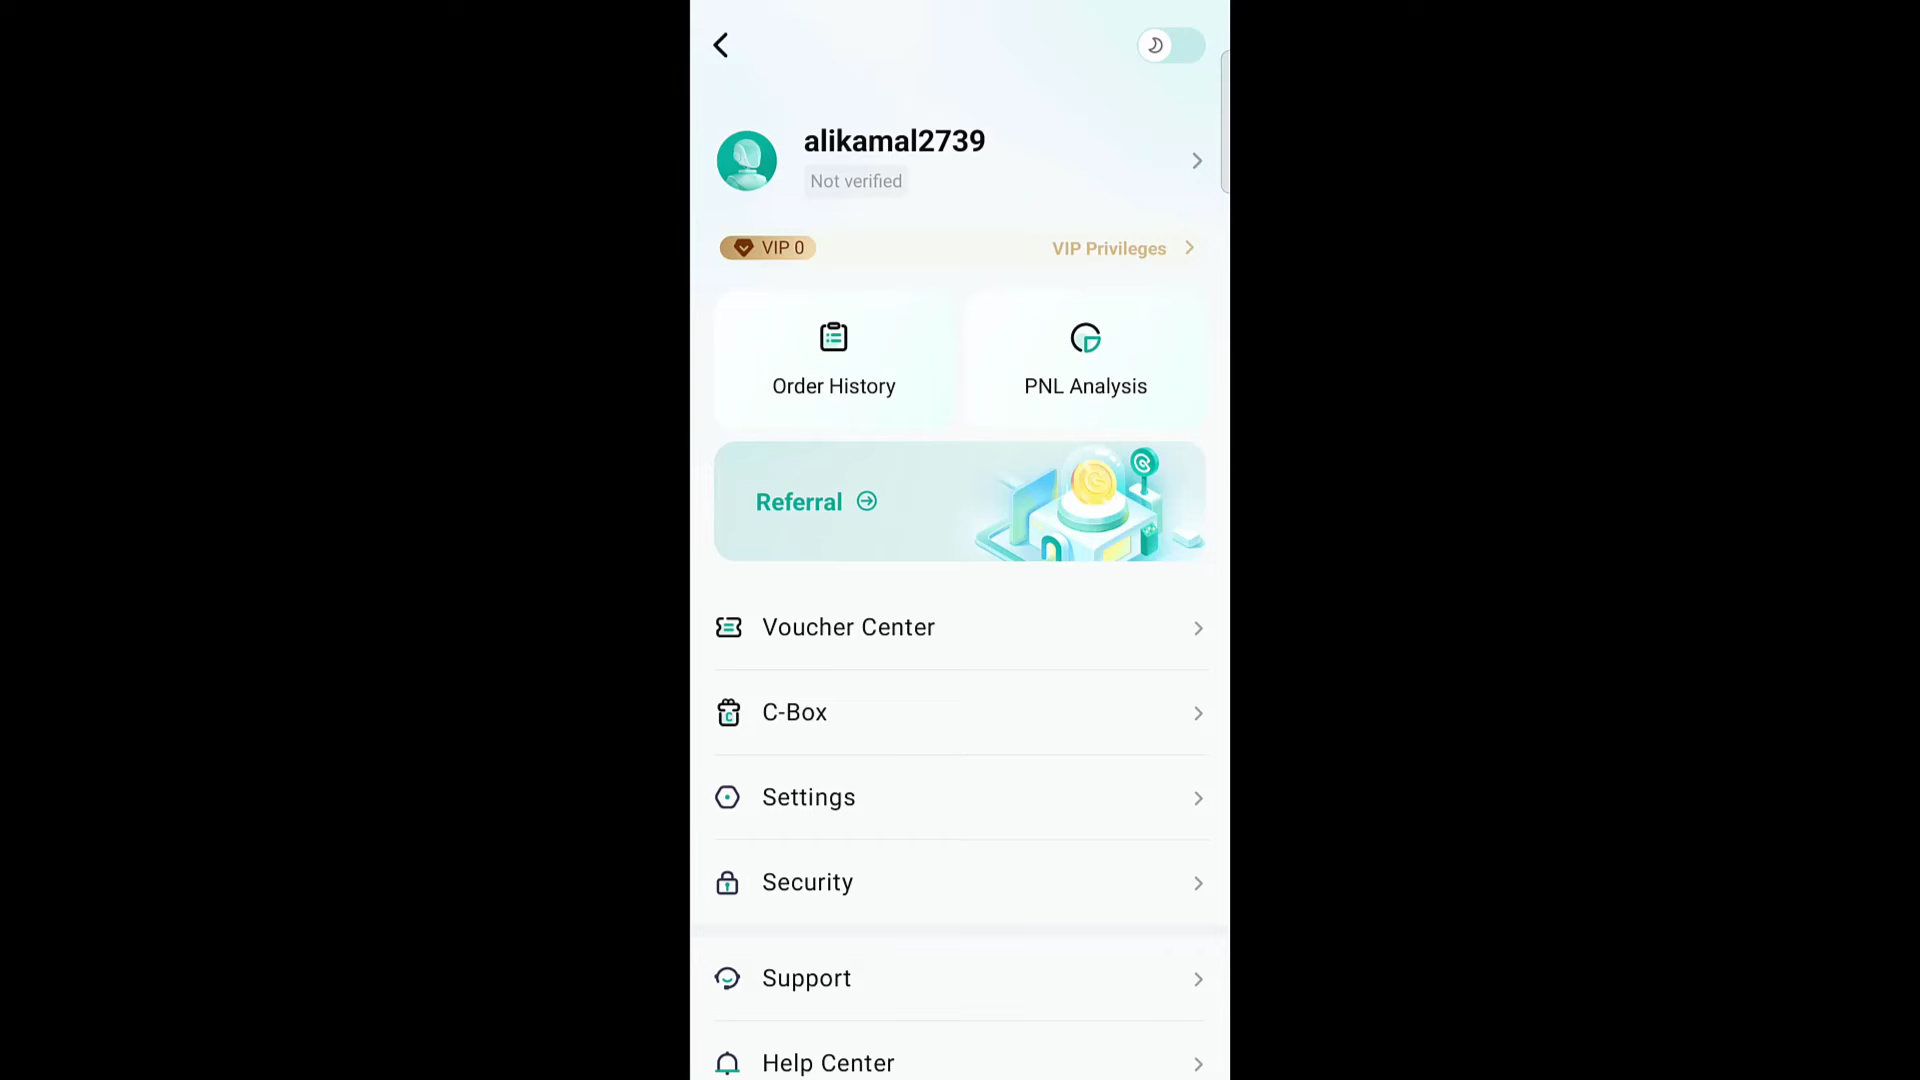 alikamal2739
Not verified
VIP 0
VIP Privileges
Order History
PNL Analysis
Referral
Voucher Center
C-Box
Settings
Security
Support
Help Center